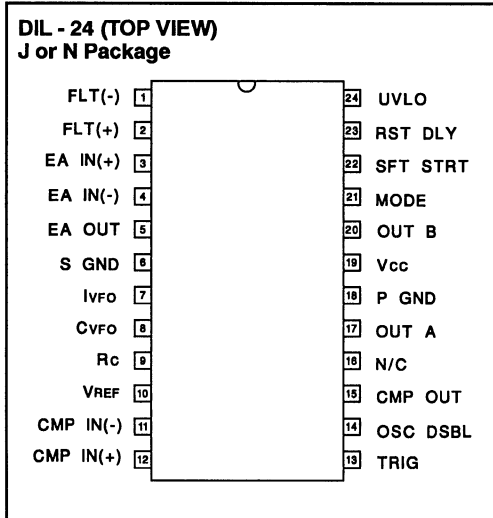 DIL - 24 (TOP VIEW)
J or N Package
FLT(-) 1
24 UVLO
FLT(+) 2
23 RST DLY
EA IN(+) 3
22 SFT STRT
EA IN(-) 4
21 MODE
EA OUT 5
20 OUT B
S GND 6
19 Vcc
IVFO 7
18 P GND
CVFO 8
17 OUT A
Rc 9
16 N/C
VREF 10
15 CMP OUT
CMP IN(-) 11
14 OSC DSBL
CMP IN(+) 12
13 TRIG